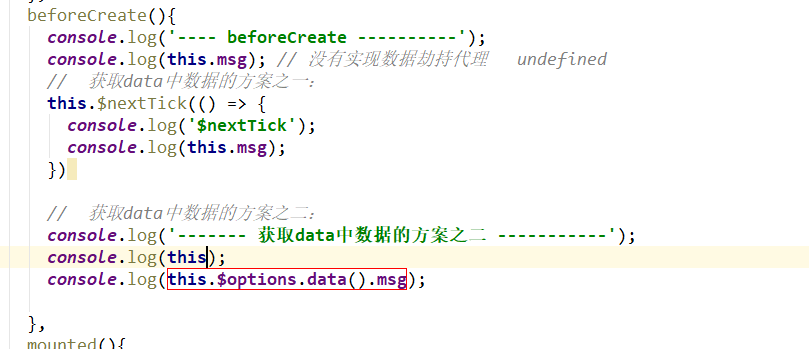 beforeCreate(){
console.log('---- beforeCreate ----------');
console.log(this.msg); // 没有实现数据劫持代理   undefined
//  获取data中数据的方案之一:
this.$nextTick(() => {
console.log('$nextTick');
console.log(this.msg);
})
//  获取data中数据的方案之二:
console.log('------- 获取data中数据的方案之二 -----------');
console.log(this);
console.log(this.$options.data().msg);
},
mounted(){